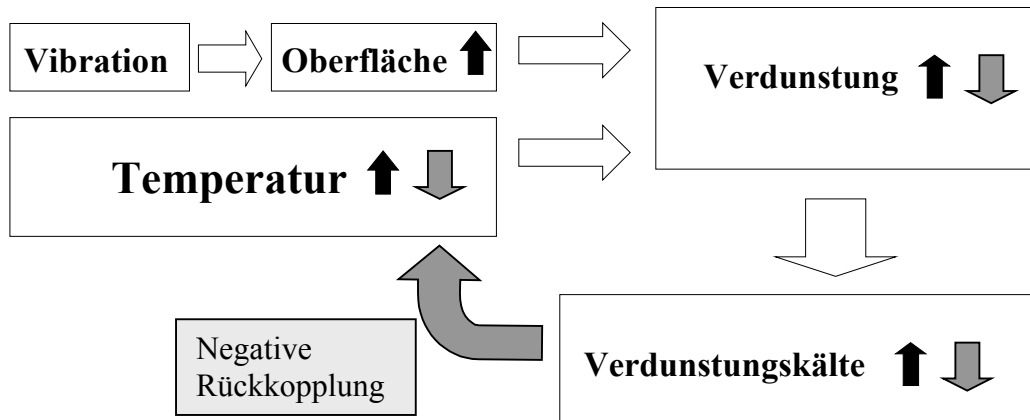 Vibration
Oberfläche
Verdunstung
Temperatur
Negative
Rückkopplung
Verdunstungskälte